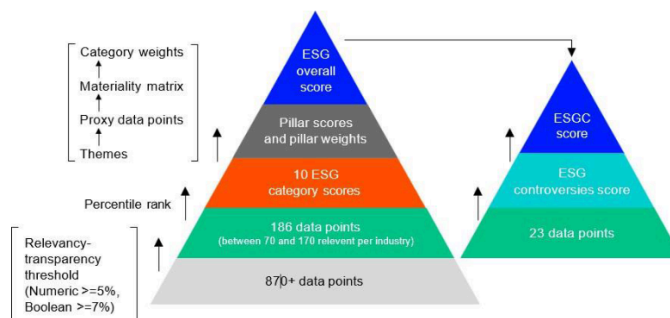 Category weights
Materiality matrix
Proxy data points
Themes
Percentile rank
Relevancy-
transparency
threshold
(Numeric >=5%,
Boolean >=7%)
ESG
overall
score
Pillar scores
and pillar weights
10 ESG
category scores
186 data points
(between 70 and 170 relevent per industry)
870+ data points
ESGC
score
ESG
controversies score
23 data points